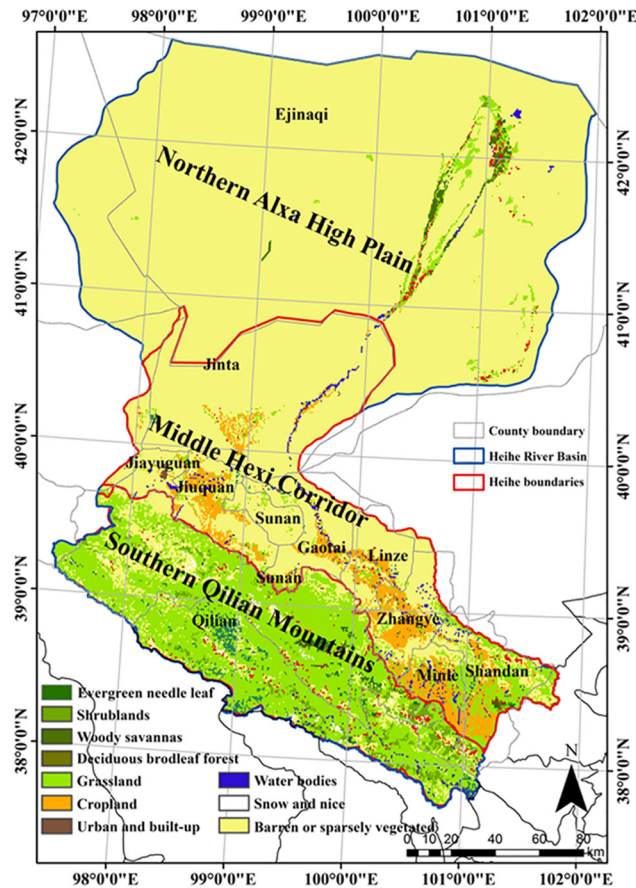 97°0'0"E 98°0'0"E 99°0'0"E 100°0'0"E 101°0'0"E 102°0'0"E
Ejinaqi
42°0'0"N
42°0'0"N
Northern Alxa High Plain
41°0'0"N
41°0'0"N
Jinta
County boundary
Heihe River Basin
Heihe boundaries
40°0'0"N
40°0'0"N
Middle Hexi Corridor
Jiayuguan
Jiuquan
Sunan
Gaotai
Linze
Sunan
39°0'0"N
39°0'0"N
Southern Qilian Mountains
Qilian
Zhangye
Minle
Shandan
38°0'0"N
38°0'0"N
Evergreen needle leaf
Shrublands
Woody savannas
Deciduous brodleaf forest
Grassland
Cropland
Urban and built-up
Water bodies
Snow and nice
Barren or sparsely vegetated
N
0 10 20 40 60 80
km
98°0'0"E 99°0'0"E 100°0'0"E 101°0'0"E 102°0'0"E